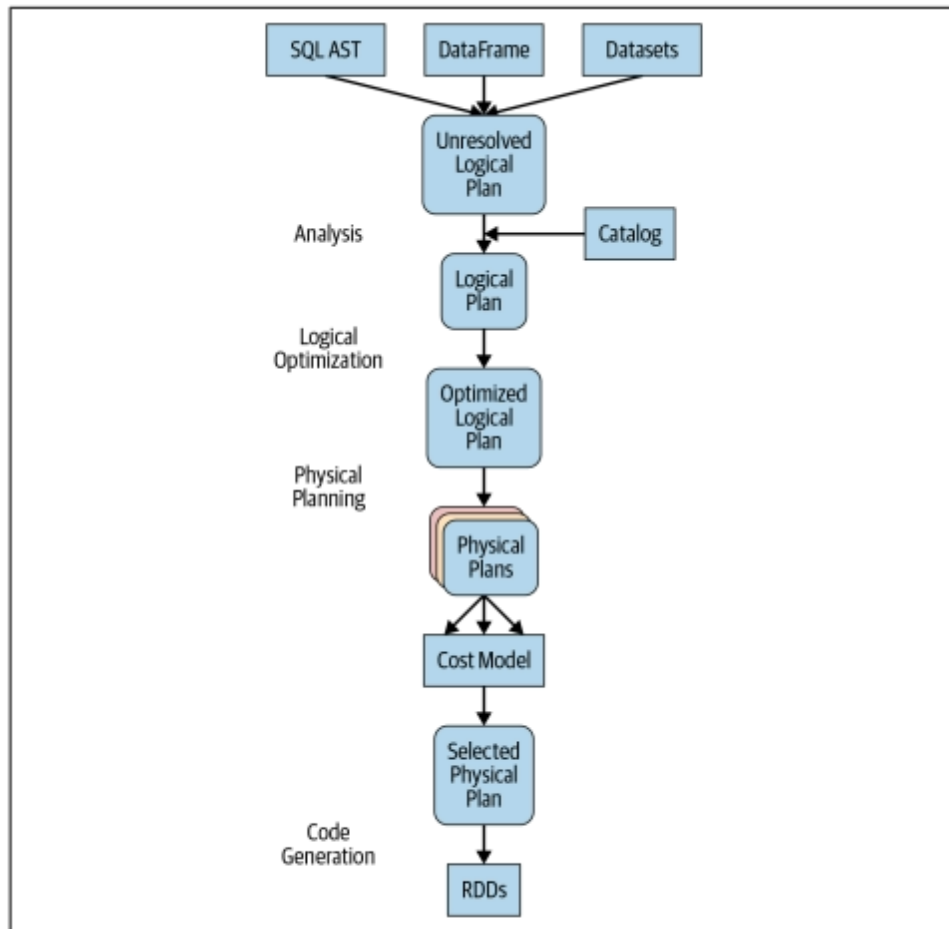 SQL AST
DataFrame
Datasets
Unresolved
Logical
Plan
Analysis
Catalog
Logical
Plan
Logical
Optimization
Optimized
Logical
Plan
Physical
Planning
Physical
Plans
Cost Model
Selected
Physical
Plan
Code
Generation
RDDs